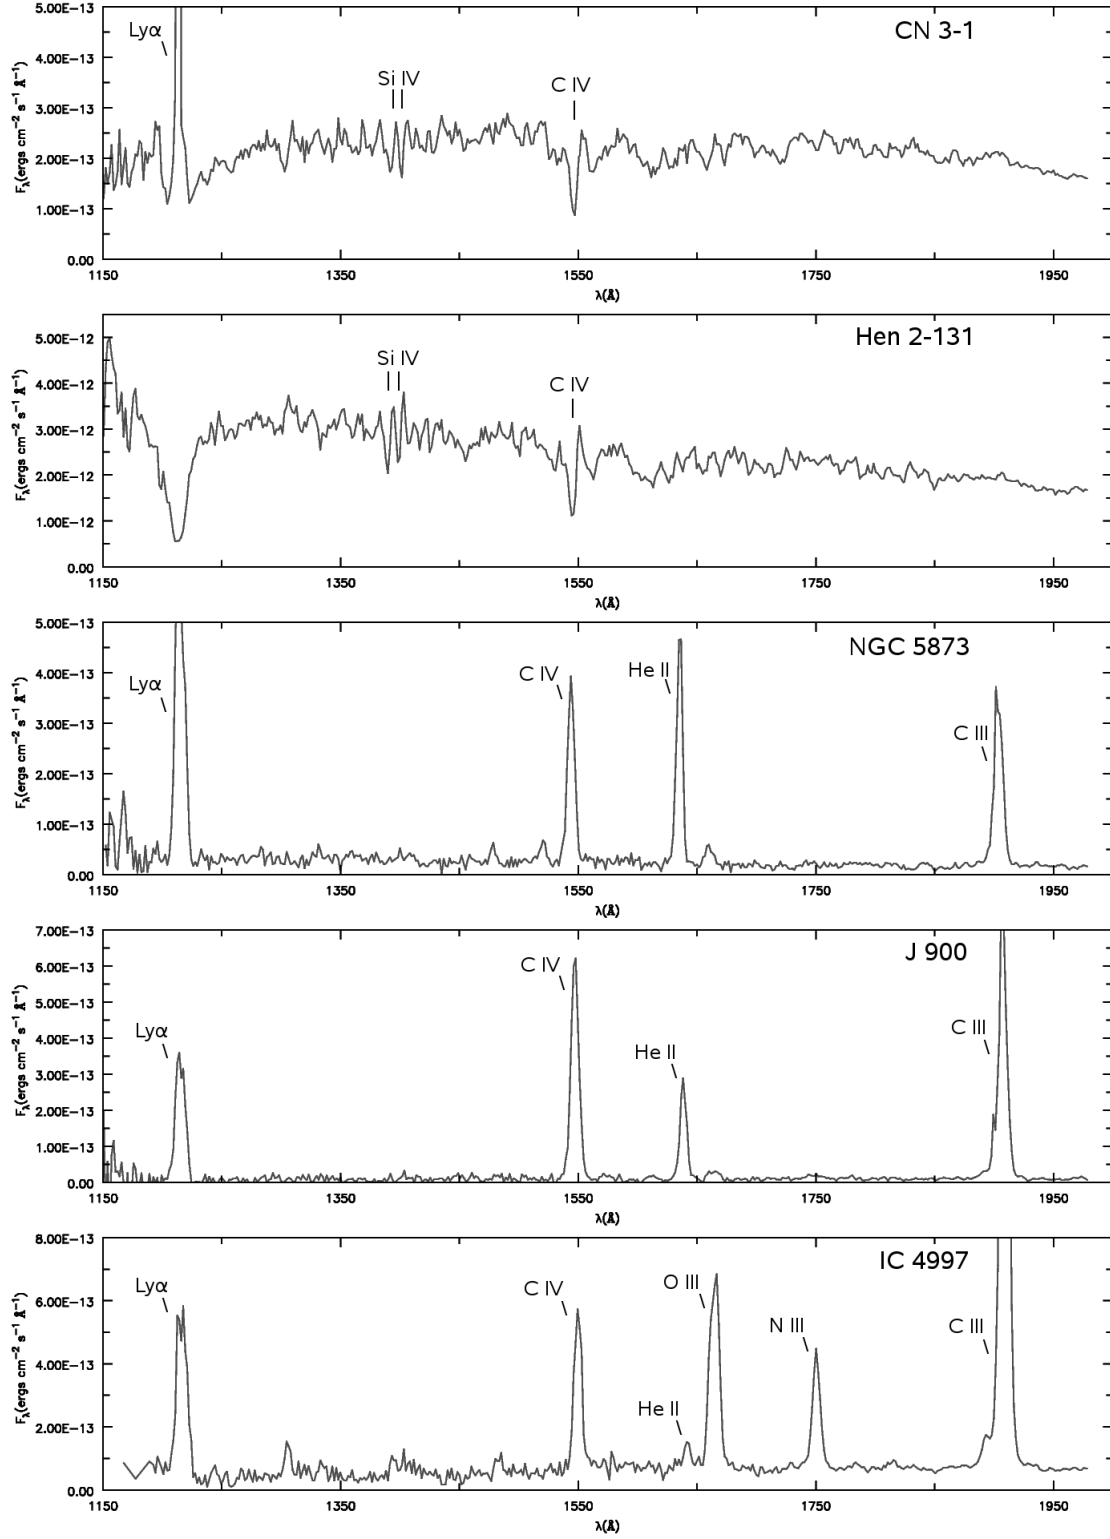 CN 3-1
5.00E-13
Lyα
4.00E-13
Si IV
C IV
3.00E-13
2.00E-13
1.00E-13
0.00
Fλ(ergs cm⁻² s⁻¹ Å⁻¹)
1150 1350 1550 1750 1950
λ(Å)
Hen 2-131
5.00E-12
Si IV
C IV
4.00E-12
3.00E-12
2.00E-12
1.00E-12
0.00
Fλ(ergs cm⁻² s⁻¹ Å⁻¹)
1150 1350 1550 1750 1950
λ(Å)
5.00E-13
NGC 5873
Lyα
C IV
He II
C III
4.00E-13
3.00E-13
2.00E-13
1.00E-13
0.00
Fλ(ergs cm⁻² s⁻¹ Å⁻¹)
1150 1350 1550 1750 1950
λ(Å)
7.00E-13
J 900
C IV
6.00E-13
5.00E-13
Lyα
He II
C III
4.00E-13
3.00E-13
2.00E-13
1.00E-13
0.00
Fλ(ergs cm⁻² s⁻¹ Å⁻¹)
1150 1350 1550 1750 1950
λ(Å)
8.00E-13
IC 4997
Lyα
C IV
O III
N III
C III
He II
6.00E-13
4.00E-13
2.00E-13
0.00
Fλ(ergs cm⁻² s⁻¹ Å⁻¹)
1150 1350 1550 1750 1950
λ(Å)